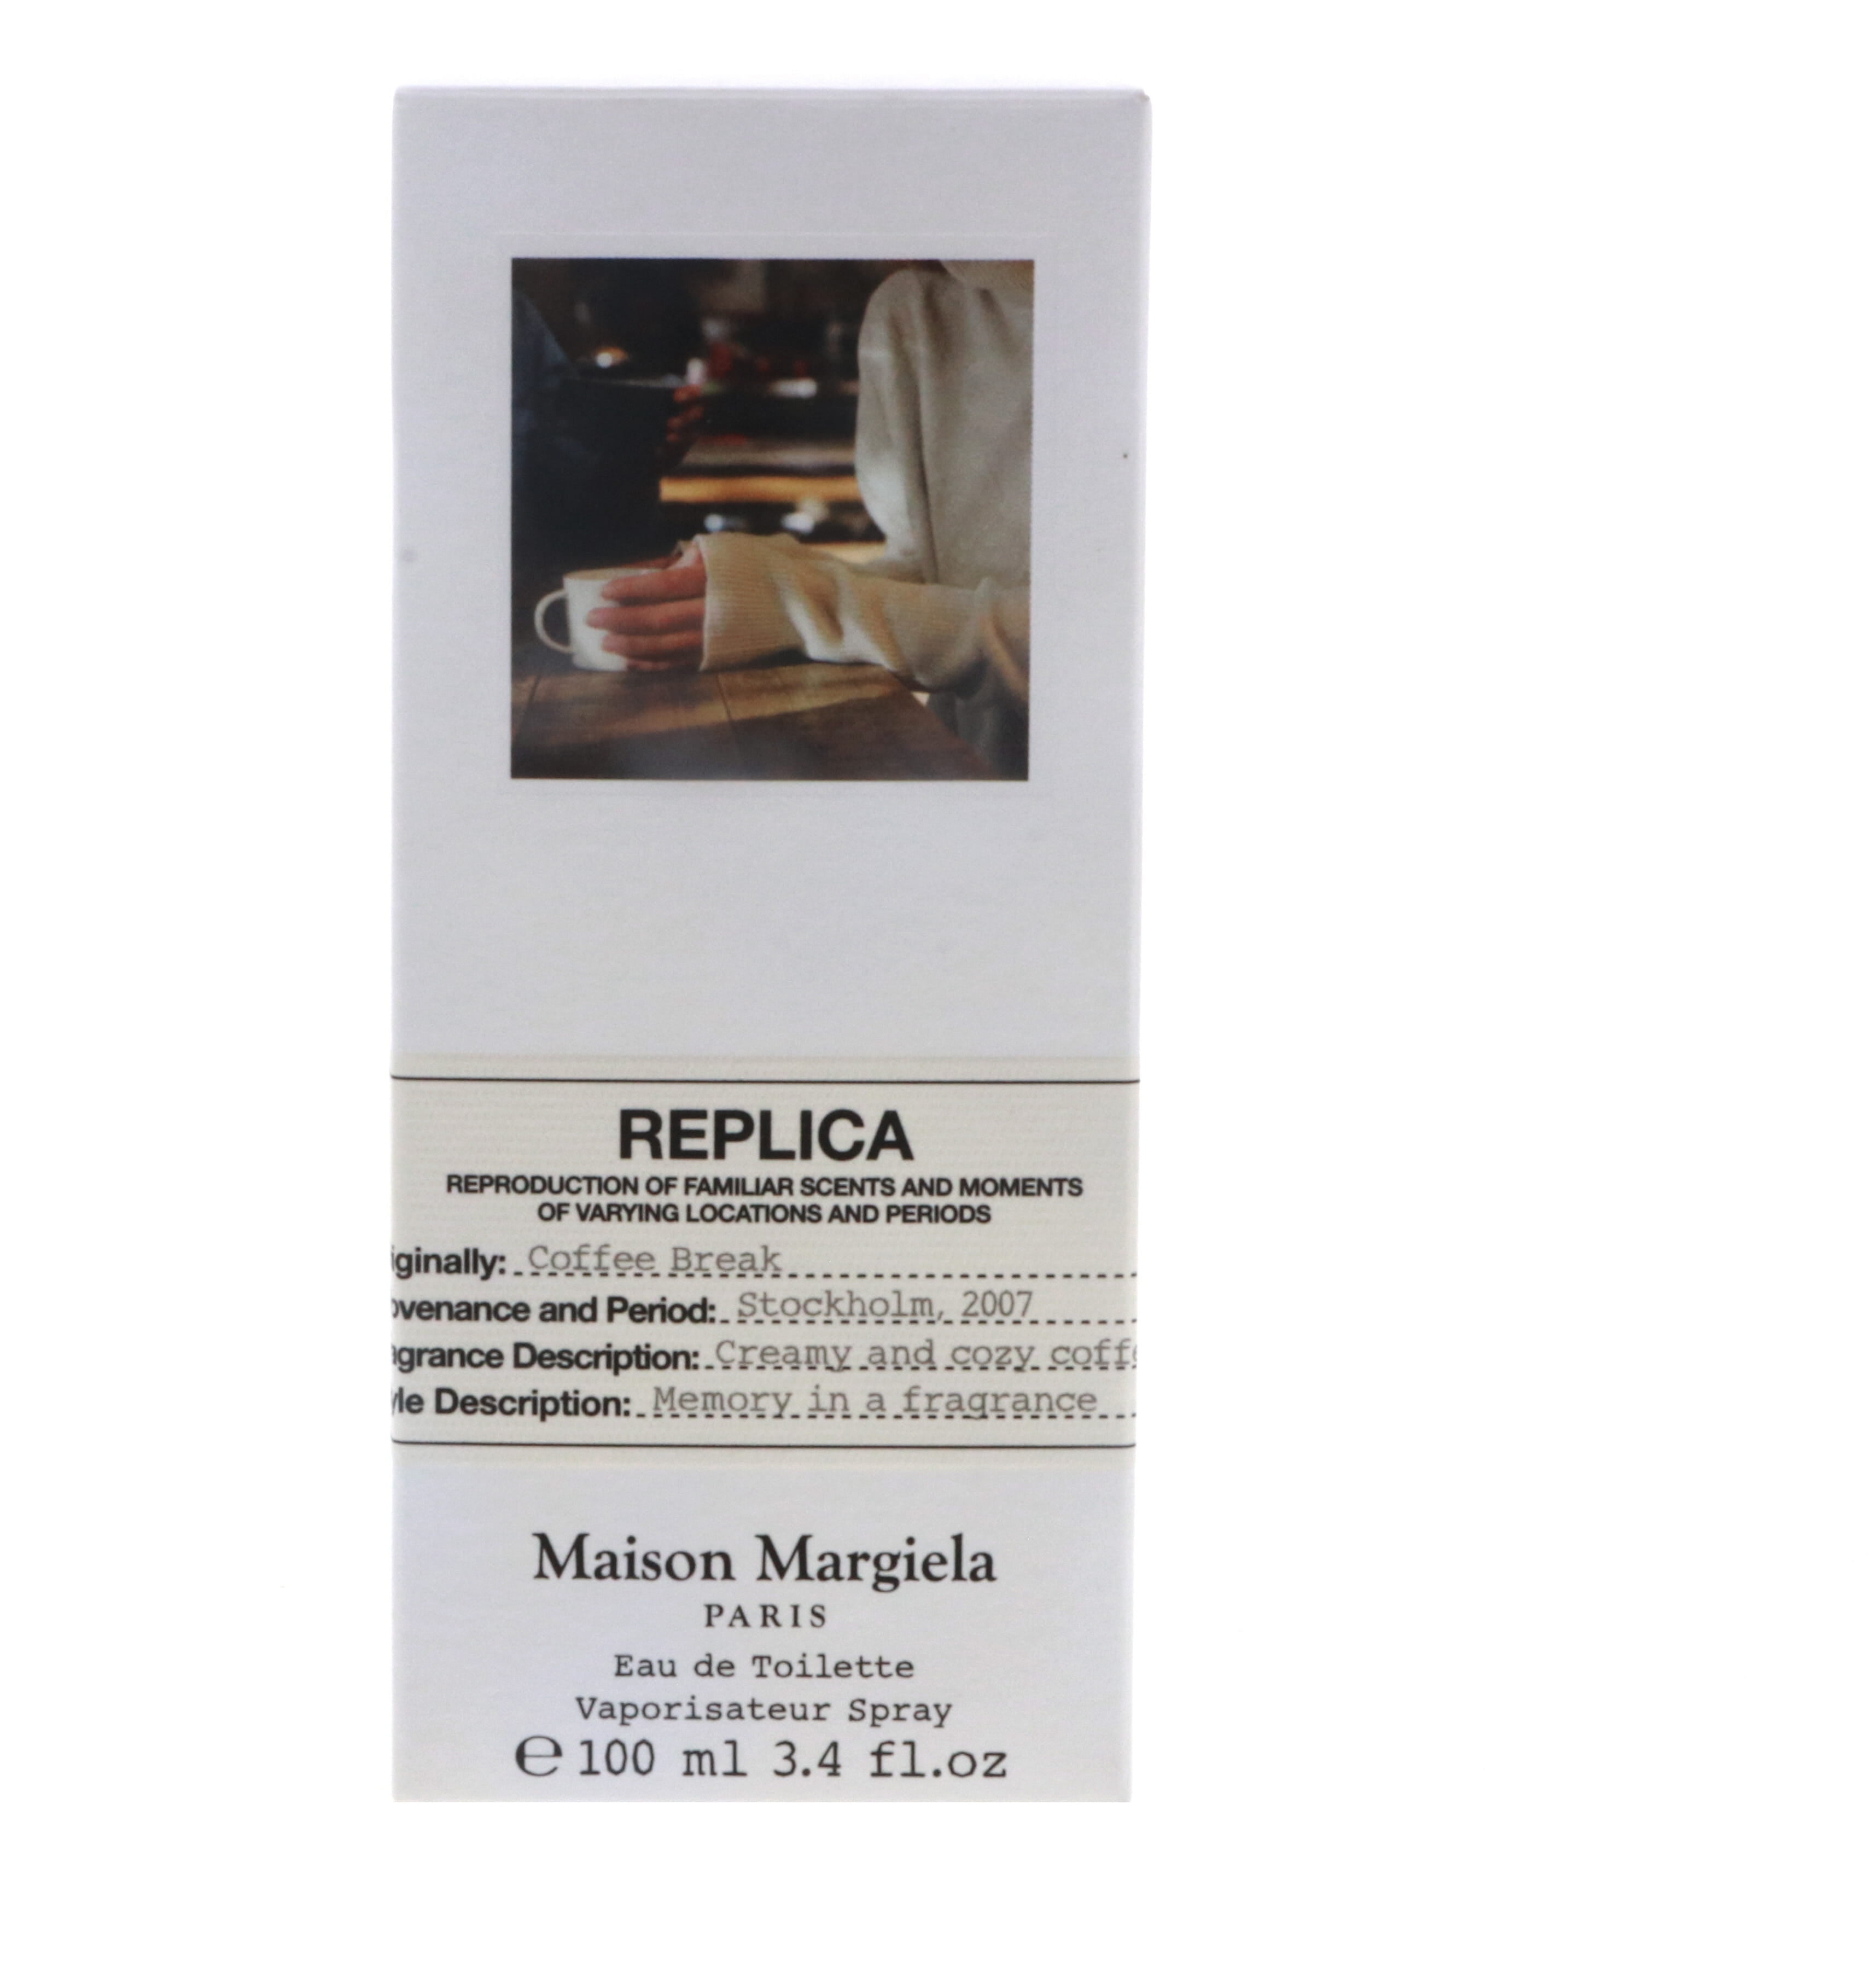 REPLICA
REPRODUCTION OF FAMILIAR SCENTS AND MOMENTS
OF VARYING LOCATIONS AND PERIODS
iginally: Coffee Break
ovenance and Period: Stockholm, 2007
agrance Description: Creamy and cozy coff
yle Description: Memory in a fragrance
Maison Margiela
PARIS
Eau de Toilette
Vaporisateur Spray
℮ 100 ml 3.4 fl.oz